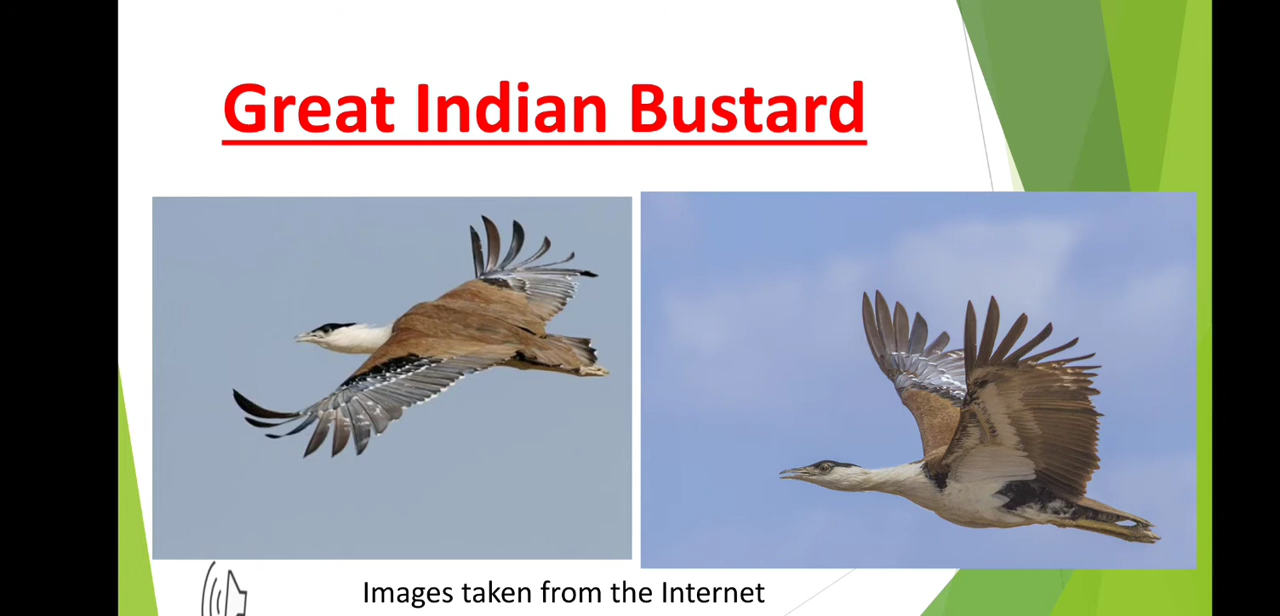 Great Indian Bustard
Images taken from the Internet